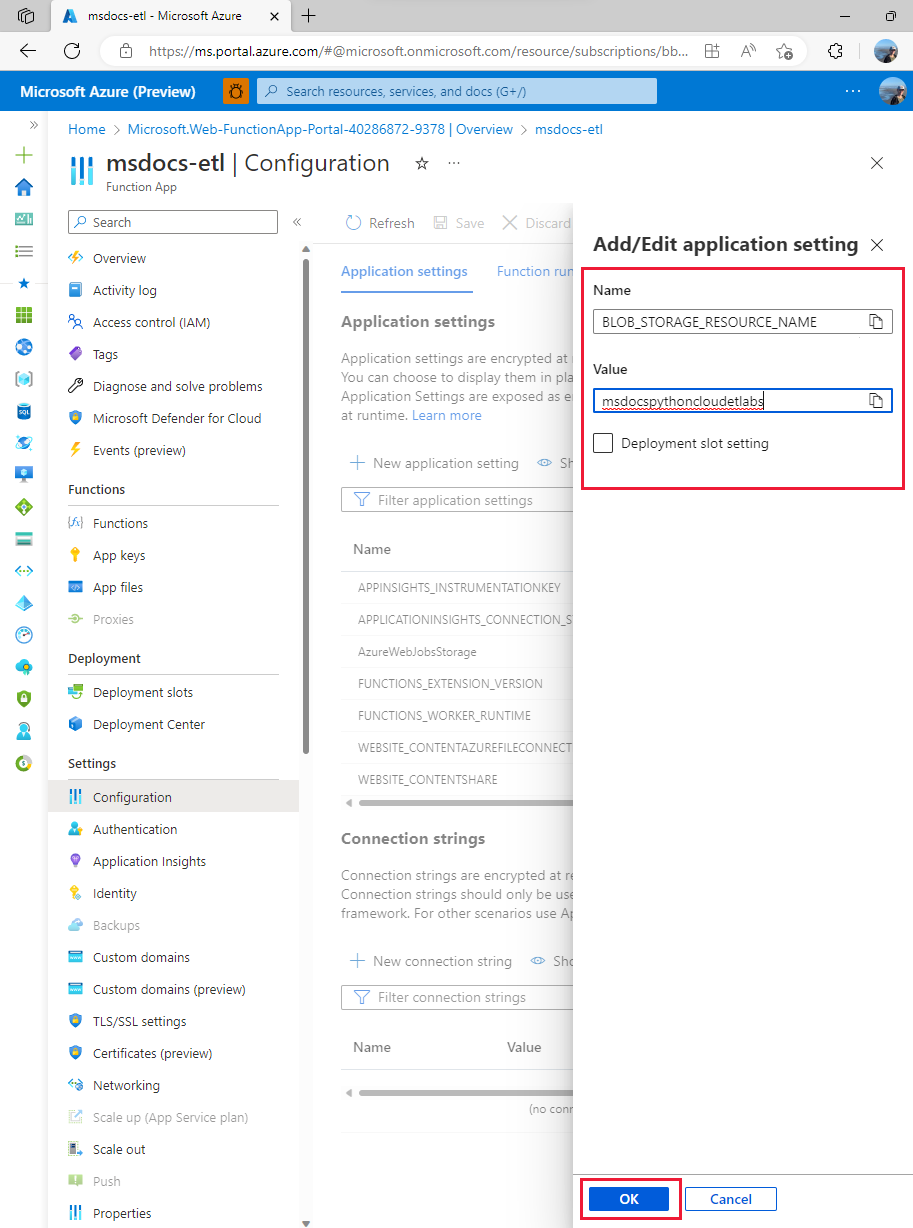 msdocs-etl - Microsoft Azure
https://ms.portal.azure.com/#@microsoft.onmicrosoft.com/resource/subscriptions/bb...
Microsoft Azure (Preview)
Search resources, services, and docs (G+/)
Home > Microsoft.Web-FunctionApp-Portal-40286872-9378 | Overview > msdocs-etl
msdocs-etl | Configuration
Function App
Search
Overview
Activity log
Access control (IAM)
Tags
Diagnose and solve problems
Microsoft Defender for Cloud
Events (preview)
Functions
Functions
App keys
App files
Proxies
Deployment
Deployment slots
Deployment Center
Settings
Configuration
Authentication
Application Insights
Identity
Backups
Custom domains
Custom domains (preview)
TLS/SSL settings
Certificates (preview)
Networking
Scale up (App Service plan)
Scale out
Push
Properties
Refresh Save Discard
Application settings Function run
Application settings
Application settings are encrypted at
You can choose to display them in pla
Application Settings are exposed as e
at runtime. Learn more
New application setting Sh
Filter application settings
Name
APPINSIGHTS_INSTRUMENTATIONKEY
APPLICATIONINSIGHTS_CONNECTION_S
AzureWebJobsStorage
FUNCTIONS_EXTENSION_VERSION
FUNCTIONS_WORKER_RUNTIME
WEBSITE_CONTENTAZUREFILECONNECT
WEBSITE_CONTENTSHARE
Connection strings
Connection strings are encrypted at re
Connection strings should only be use
framework. For other scenarios use Ap
New connection string Sho
Filter connection strings
Name Value
(no conn
Add/Edit application setting
Name
BLOB_STORAGE_RESOURCE_NAME
Value
msdocspythoncloudetlabs
Deployment slot setting
OK Cancel